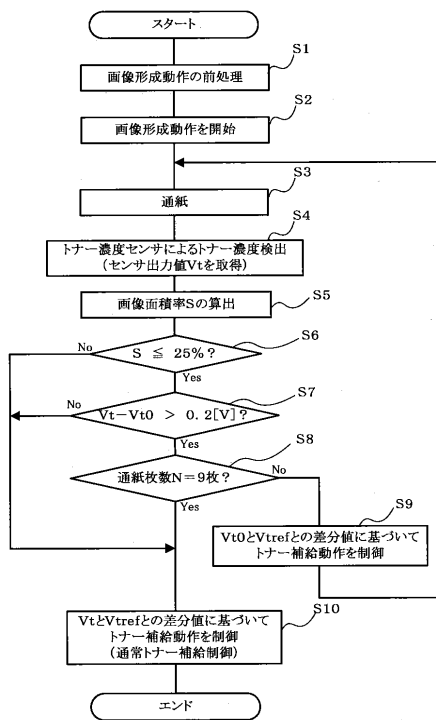 スタート
S1
画像形成動作の前処理
S2
画像形成動作を開始
S3
通紙
S4
トナー濃度センサによるトナー濃度検出
(センサ出力値Vtを取得)
S5
画像面積率Sの算出
S6
No
S ≦ 25%?
Yes
S7
No
Vt−Vt0 > 0.2[V]?
Yes
S8
通紙枚数N=9枚?
No
Yes
S9
Vt0とVtrefとの差分値に基づいて
トナー補給動作を制御
S10
VtとVtrefとの差分値に基づいて
トナー補給動作を制御
(通常トナー補給制御)
エンド